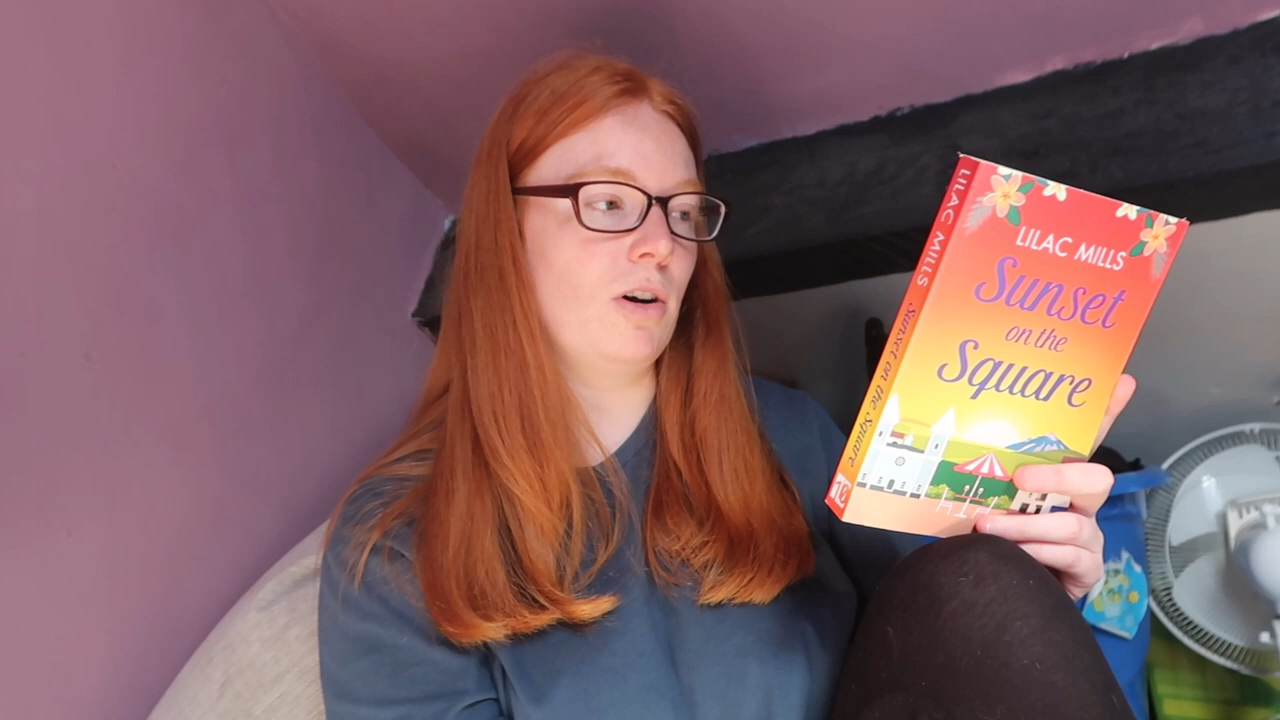 LILAC MILLS
Sunset
on the
Square
LILAC MILLS Sunset on the Square